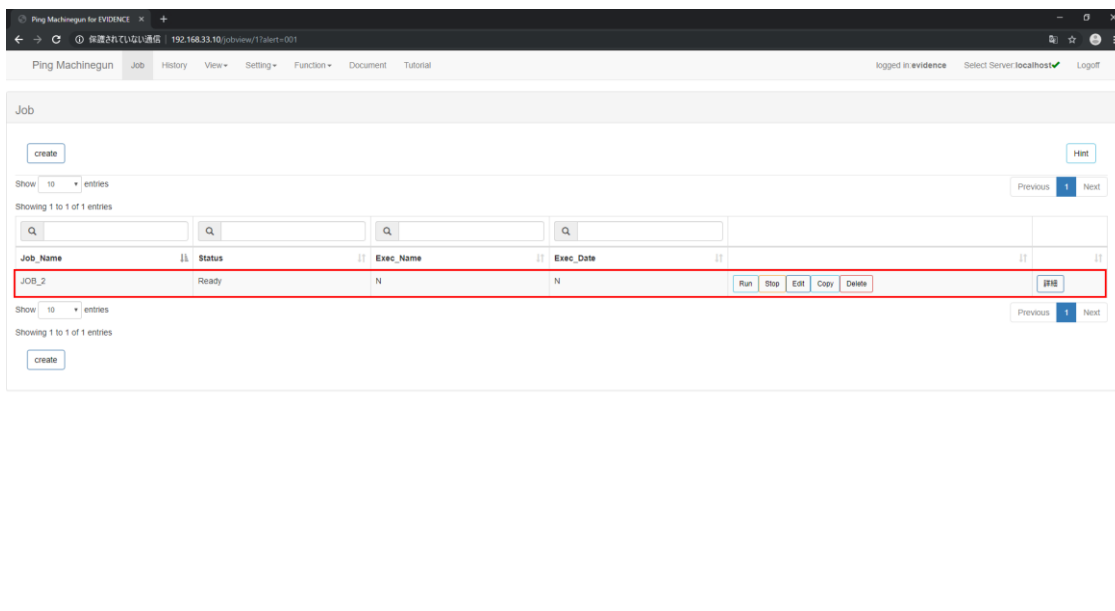 Ping Machinegun for EVIDENCE
保護されていない通信 | 192.168.33.10/jobview/1?alert=001
Ping Machinegun Job History View Setting Function Document Tutorial logged in:evidence Select Server:localhost Logoff
Job
create Hint
Show 10 entries Previous 1 Next
Showing 1 to 1 of 1 entries
Job_Name Status Exec_Name Exec_Date
JOB_2 Ready N N Run Stop Edit Copy Delete 詳細
Show 10 entries Previous 1 Next
Showing 1 to 1 of 1 entries
create